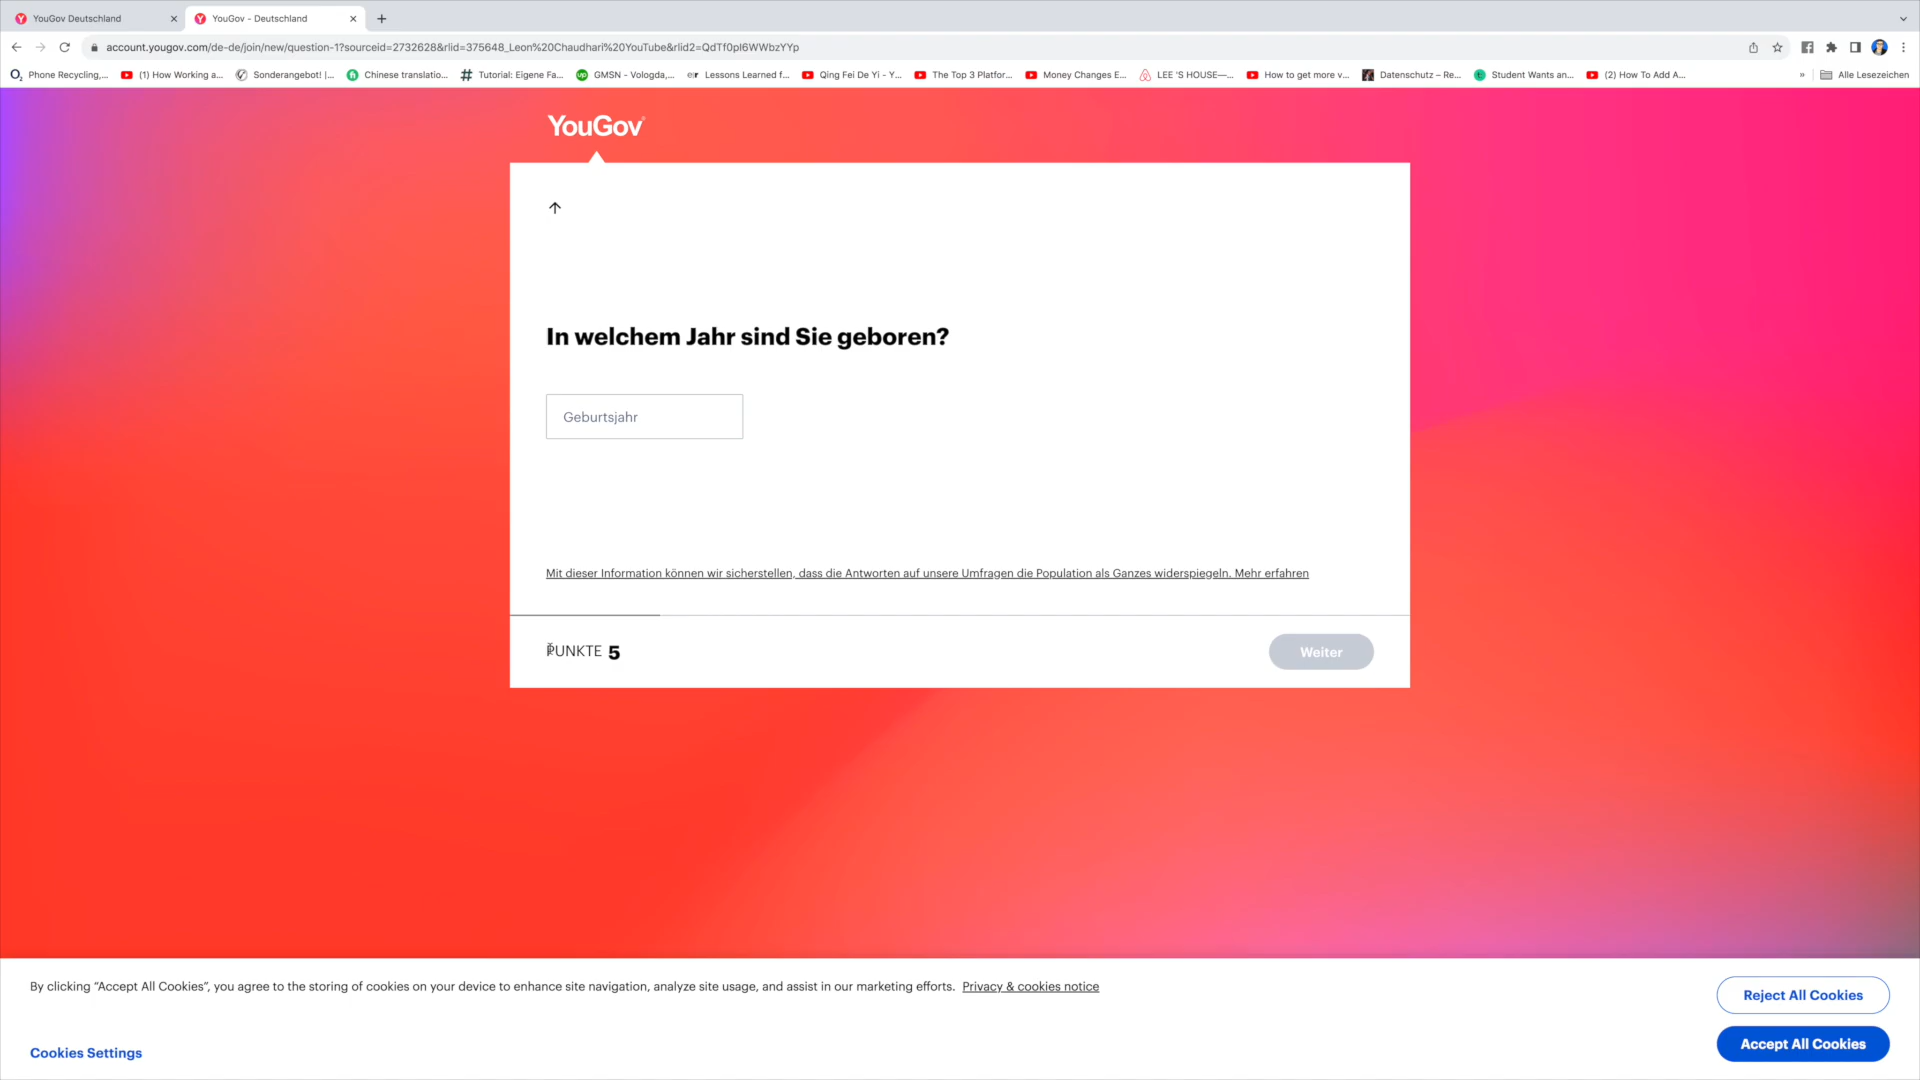 YouGov Deutschland
YouGov - Deutschland
account.yougov.com/de-de/join/new/question-1?sourceid=2732628&rlid=375648_Leon%20Chaudhari%20YouTube&rlid2=QdTf0pI6WWbzYYp
Phone Recycling,... (1) How Working a... Sonderangebot! |... Chinese translatio... Tutorial: Eigene Fa... GMSN - Vologda,... Lessons Learned f... Qing Fei De Yi - Y... The Top 3 Platfor... Money Changes E... LEE 'S HOUSE—... How to get more v... Datenschutz – Re... Student Wants an... (2) How To Add A... » Alle Lesezeichen
YouGov
In welchem Jahr sind Sie geboren?
Geburtsjahr
Mit dieser Information können wir sicherstellen, dass die Antworten auf unsere Umfragen die Population als Ganzes widerspiegeln. Mehr erfahren
PUNKTE 5
Weiter
By clicking “Accept All Cookies”, you agree to the storing of cookies on your device to enhance site navigation, analyze site usage, and assist in our marketing efforts. Privacy & cookies notice
Reject All Cookies
Accept All Cookies
Cookies Settings